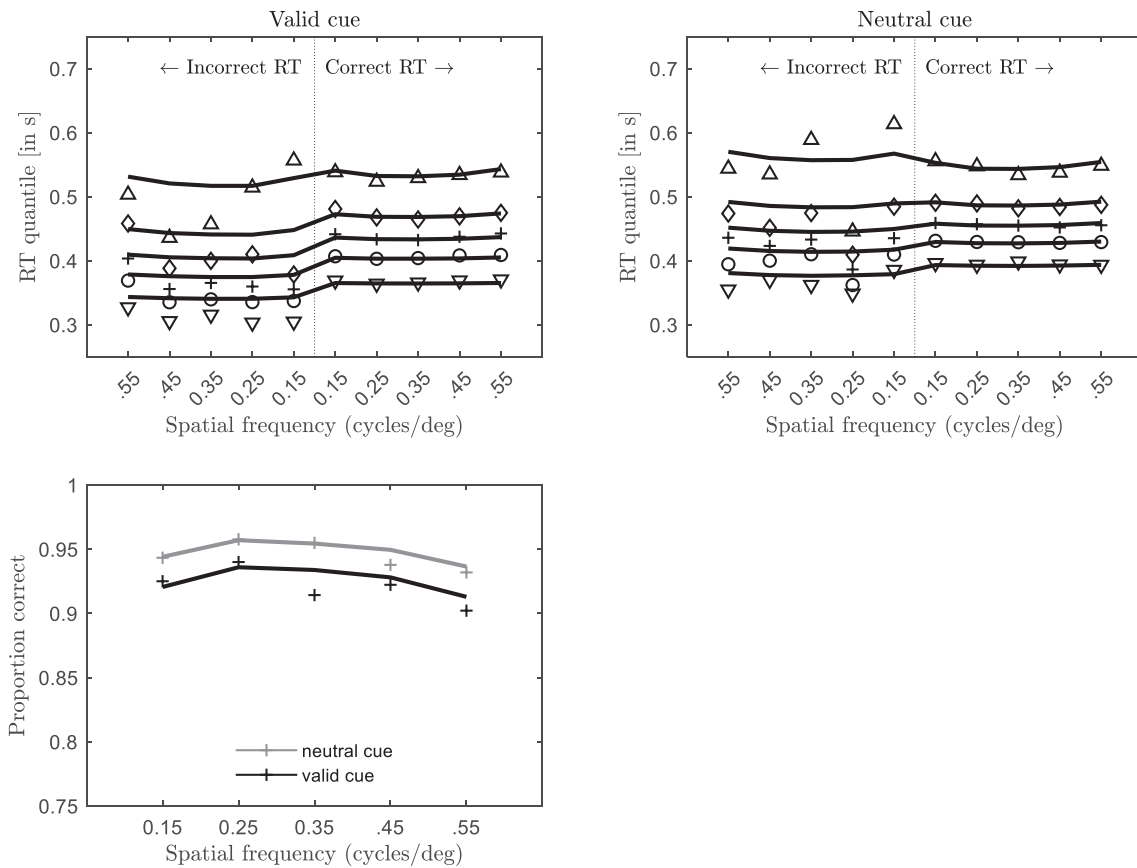 Valid cue
← Incorrect RT
Correct RT →
RT quantile [in s]
0.7
0.6
0.5
0.4
0.3
.55
.45
0.35
0.25
0.15
0.15
0.25
0.35
.45
.55
Spatial frequency (cycles/deg)
Neutral cue
← Incorrect RT
Correct RT →
RT quantile [in s]
0.7
0.6
0.5
0.4
0.3
.55
.45
0.35
0.25
0.15
0.15
0.25
0.35
.45
.55
Spatial frequency (cycles/deg)
Proportion correct
1
0.95
0.9
0.85
0.8
0.75
neutral cue
valid cue
0.15
0.25
0.35
.45
.55
Spatial frequency (cycles/deg)